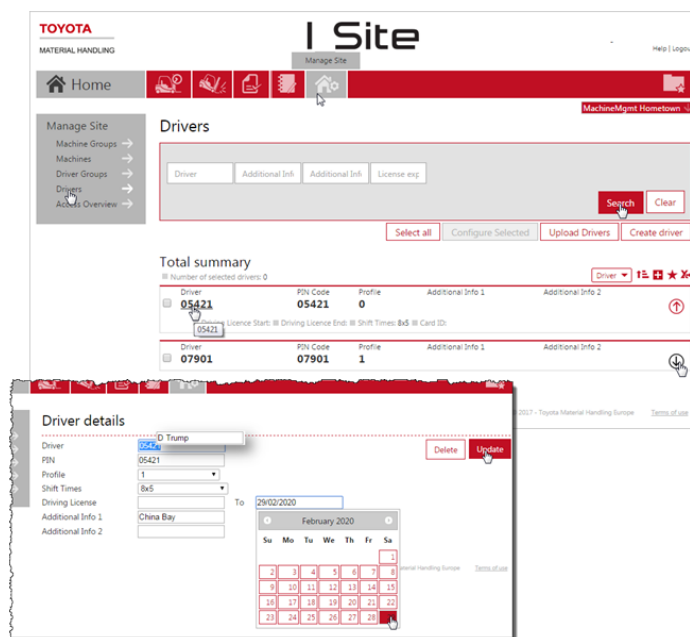 TOYOTA
MATERIAL HANDLING
I Site
Help | Logou
Manage Site
Home
MachineMgmt Hometown
Manage Site
Machine Groups
Machines
Driver Groups
Drivers
Access Overview
Drivers
Driver Additional Inf Additional Inf License exp
Search Clear
Select all Configure Selected Upload Drivers Create driver
Total summary
Number of selected drivers: 0
Driver
Driver PIN Code Profile Additional Info 1 Additional Info 2
05421 05421 0
Driving Licence Start: Driving Licence End: Shift Times: 8x5 Card ID:
05421
Driver PIN Code Profile Additional Info 1 Additional Info 2
07901 07901 1
2017 - Toyota Material Handling Europe Terms of use
Driver details
D Trump
Driver 05421
Delete Update
PIN 05421
Profile 1
Shift Times 8x5
Driving License To 29/02/2020
Additional Info 1 China Bay
Additional Info 2
February 2020
Su Mo Tu We Th Fr Sa
1
2 3 4 5 6 7 8
9 10 11 12 13 14 15
16 17 18 19 20 21 22
23 24 25 26 27 28
aterial Handling Europe Terms of use